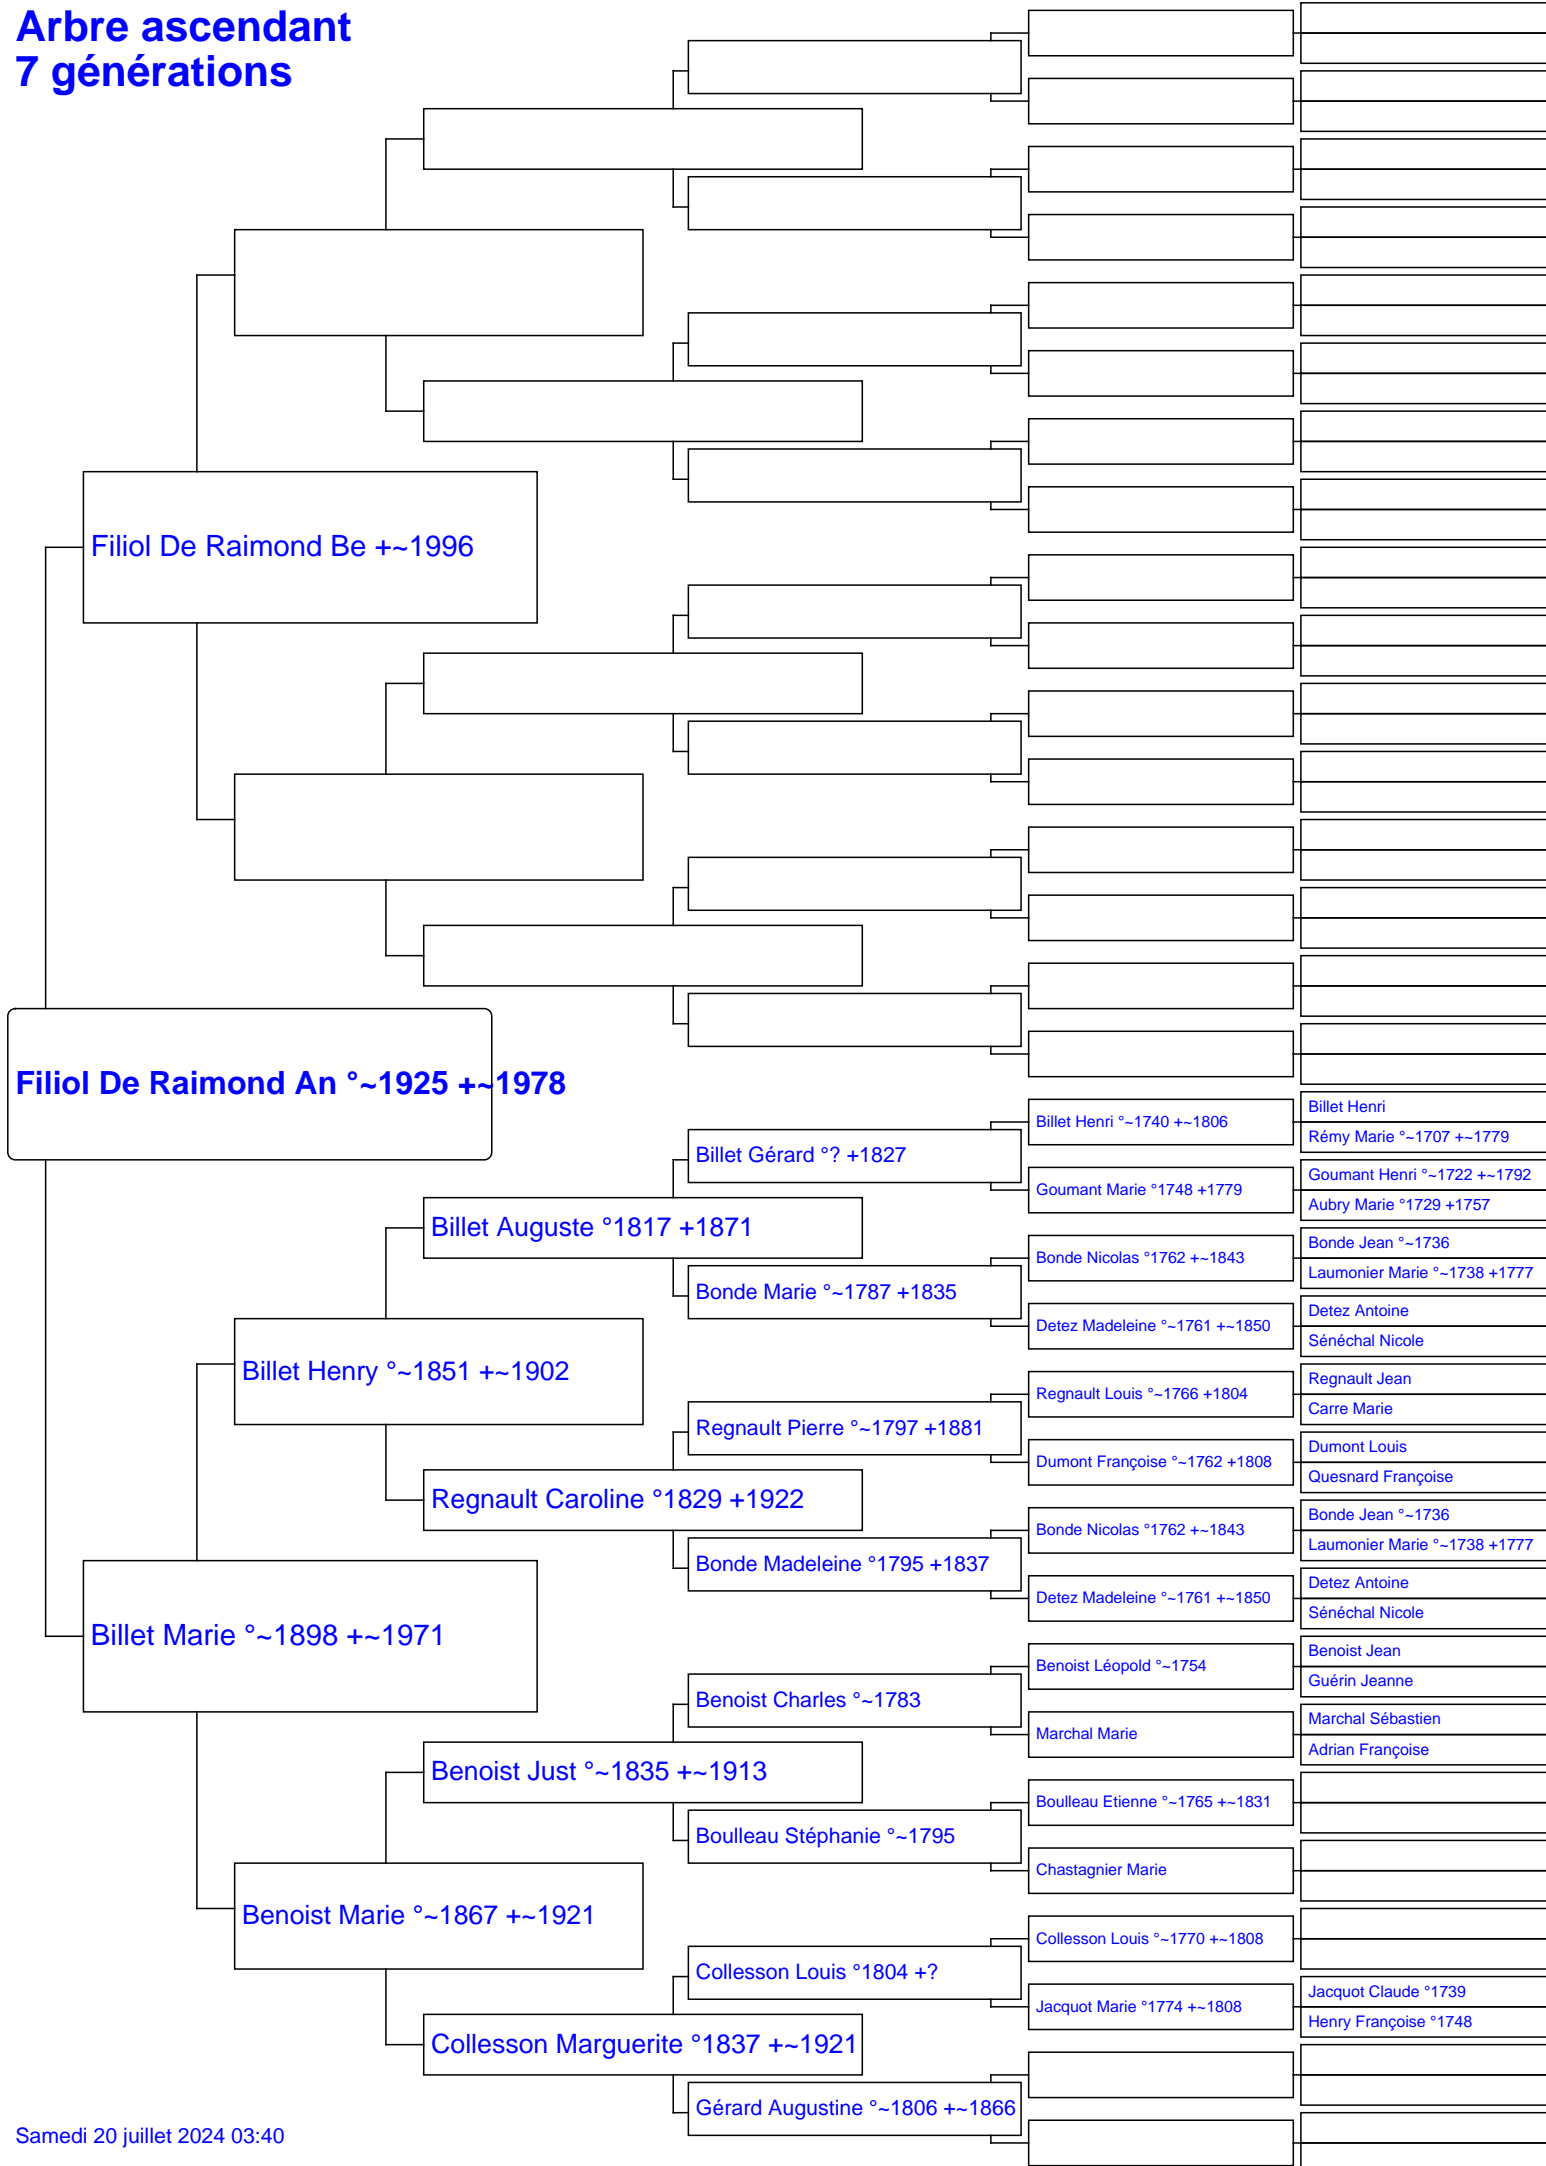 Arbre ascendant
7 générations
Filiol De Raimond Be +~1996
Filiol De Raimond An °~1925 +~1978
Billet Henri °~1740 +~1806
Billet Henri
Rémy Marie °~1707 +~1779
Billet Gérard °? +1827
Goumant Marie °1748 +1779
Goumant Henri °~1722 +~1792
Aubry Marie °1729 +1757
Billet Auguste °1817 +1871
Bonde Nicolas °1762 +~1843
Bonde Jean °~1736
Laumonier Marie °~1738 +1777
Bonde Marie °~1787 +1835
Detez Madeleine °~1761 +~1850
Detez Antoine
Sénéchal Nicole
Billet Henry °~1851 +~1902
Regnault Louis °~1766 +1804
Regnault Jean
Carre Marie
Regnault Pierre °~1797 +1881
Dumont Françoise °~1762 +1808
Dumont Louis
Quesnard Françoise
Regnault Caroline °1829 +1922
Bonde Nicolas °1762 +~1843
Bonde Jean °~1736
Laumonier Marie °~1738 +1777
Bonde Madeleine °1795 +1837
Detez Madeleine °~1761 +~1850
Detez Antoine
Sénéchal Nicole
Billet Marie °~1898 +~1971
Benoist Léopold °~1754
Benoist Jean
Guérin Jeanne
Benoist Charles °~1783
Marchal Marie
Marchal Sébastien
Adrian Françoise
Benoist Just °~1835 +~1913
Boulleau Etienne °~1765 +~1831
Boulleau Stéphanie °~1795
Chastagnier Marie
Benoist Marie °~1867 +~1921
Collesson Louis °~1770 +~1808
Collesson Louis °1804 +?
Jacquot Marie °1774 +~1808
Jacquot Claude °1739
Henry Françoise °1748
Collesson Marguerite °1837 +~1921
Gérard Augustine °~1806 +~1866
Samedi 20 juillet 2024 03:40